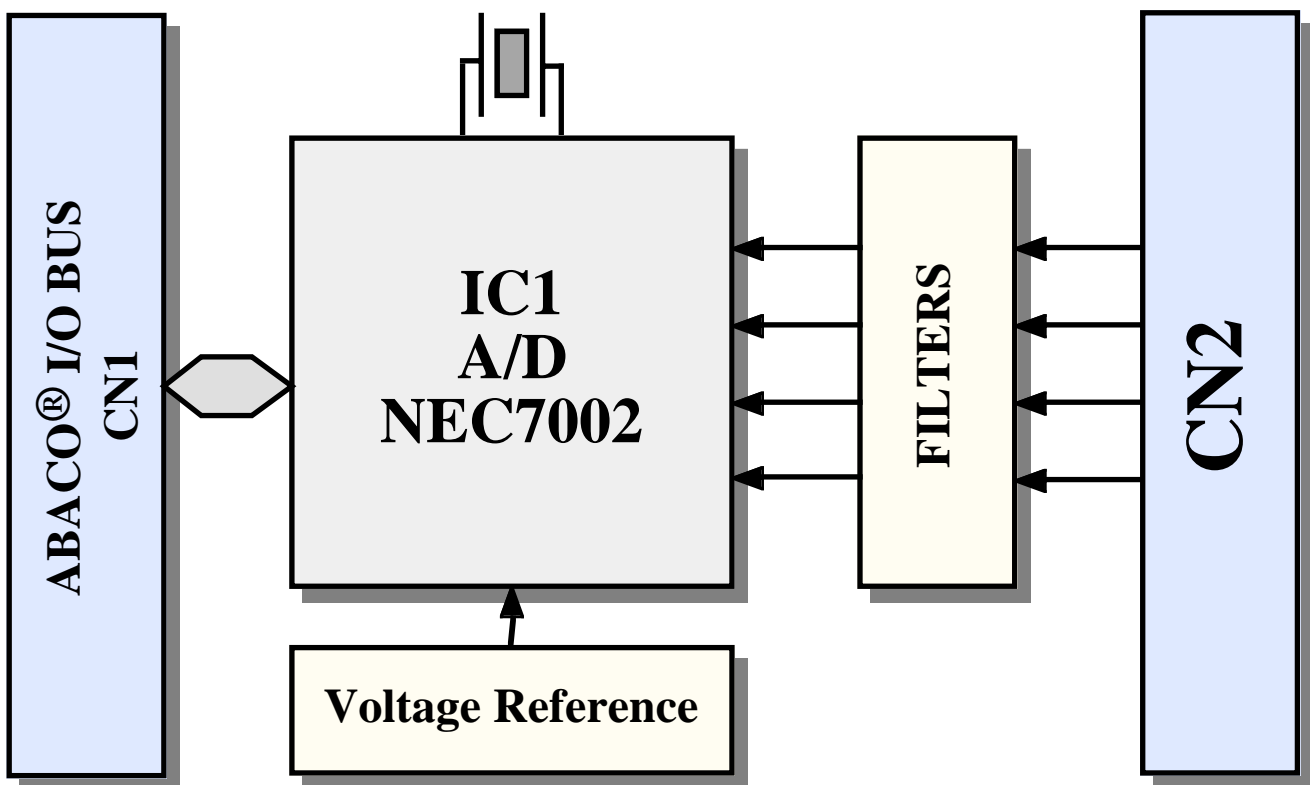 ABACO® I/O BUS
CN1
IC1
A/D
NEC7002
FILTERS
CN2
Voltage Reference